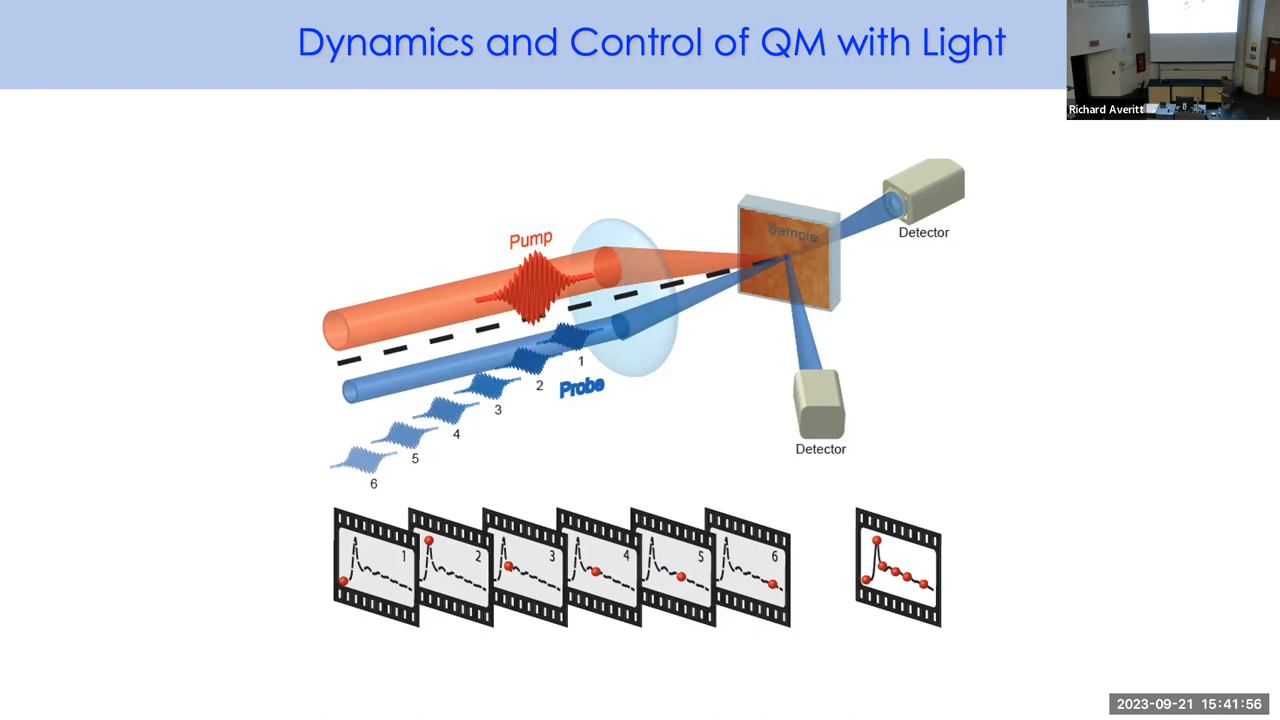 Dynamics and Control of QM with Light
Richard Averitt
Pump
Sample
Detector
1
2
Probe
3
4
5
6
Detector
1
2
3
4
5
6
2023-09-21 15:41:56